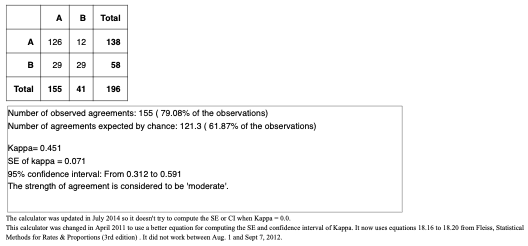 A B Total
A 126 12 138
B 29 29 58
Total 155 41 196
Number of observed agreements: 155 ( 79.08% of the observations)
Number of agreements expected by chance: 121.3 ( 61.87% of the observations)
Kappa= 0.451
SE of kappa = 0.071
95% confidence interval: From 0.312 to 0.591
The strength of agreement is considered to be 'moderate'.
The calculator was updated in July 2014 so it doesn't try to compute the SE or CI when Kappa = 0.0.
This calculator was changed in April 2011 to use a better equation for computing the SE and confidence interval of Kappa. It now uses equations 18.16 to 18.20 from Fleiss, Statistical
Methods for Rates & Proportions (3rd edition) . It did not work between Aug. 1 and Sept 7, 2012.